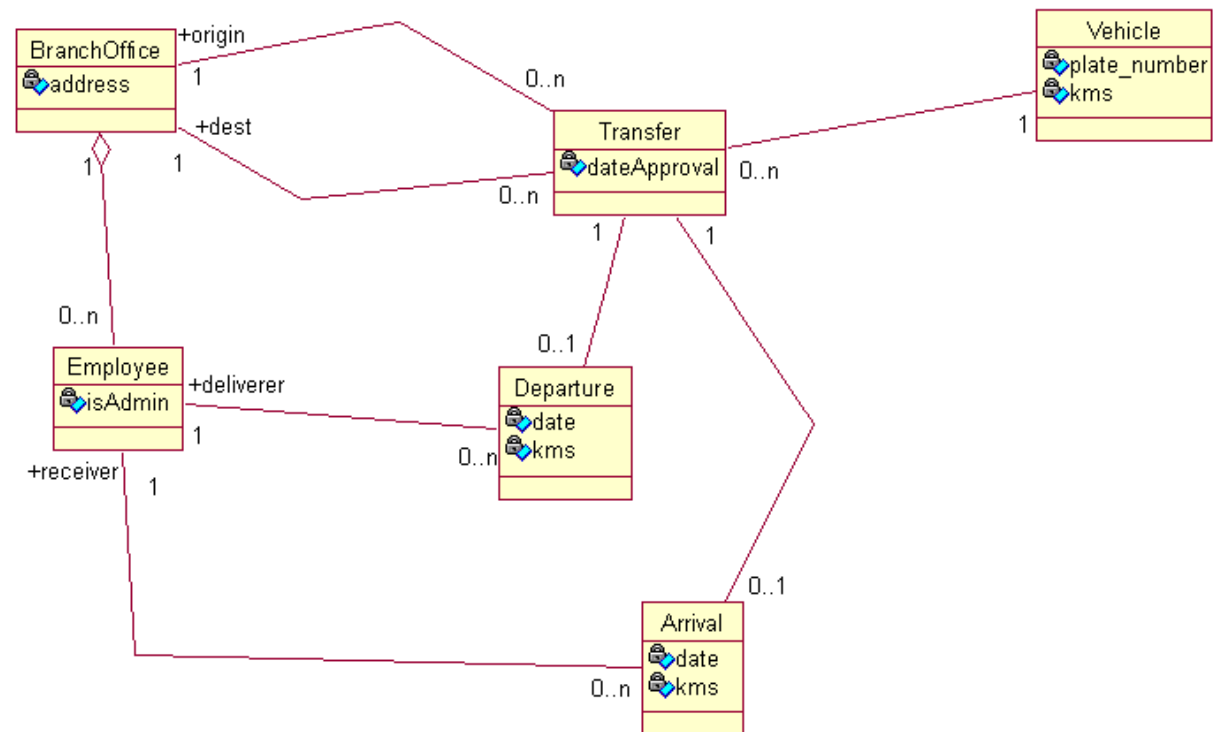 BranchOffice
address
+origin
1
0..n
+dest
1
0..n
1
Transfer
dateApproval
Vehicle
plate_number
kms
1
0..n
1
1
0..n
Employee
isAdmin
+deliverer
1
0..n
0..1
Departure
date
kms
+receiver
1
0..1
Arrival
date
kms
0..n